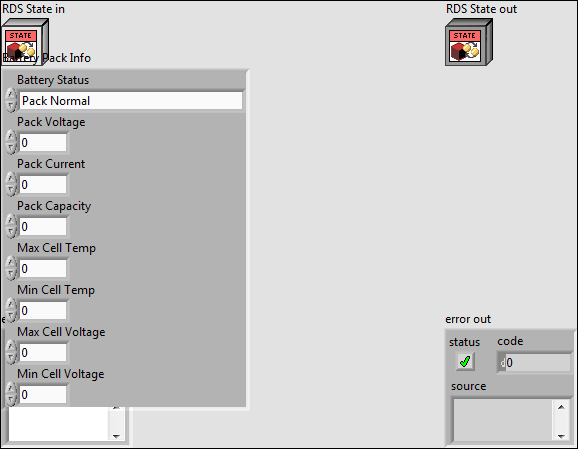 RDS State in
RDS State out
STATE
STATE
Battery Pack Info
Battery Status
Pack Normal
Pack Voltage
0
Pack Current
0
Pack Capacity
0
Max Cell Temp
0
Min Cell Temp
0
Max Cell Voltage
0
Min Cell Voltage
0
error out
status
code
d0
source